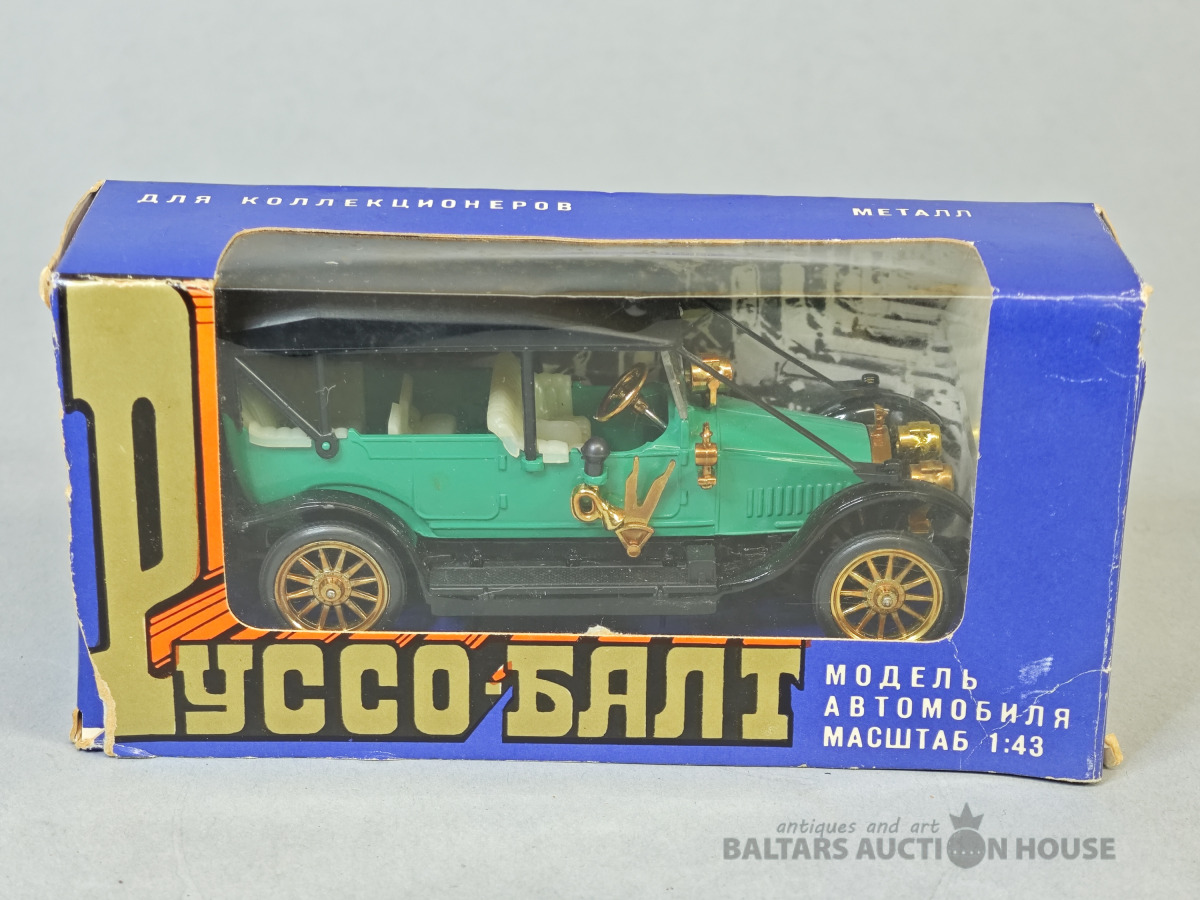 ДЛЯ КОЛЛЕКЦИОНЕРОВ
МЕТАЛЛ
РУССО-БАЛТ
МОДЕЛЬ
АВТОМОБИЛЯ
МАСШТАБ 1:43
antiques and art
BALTARS AUCTION HOUSE